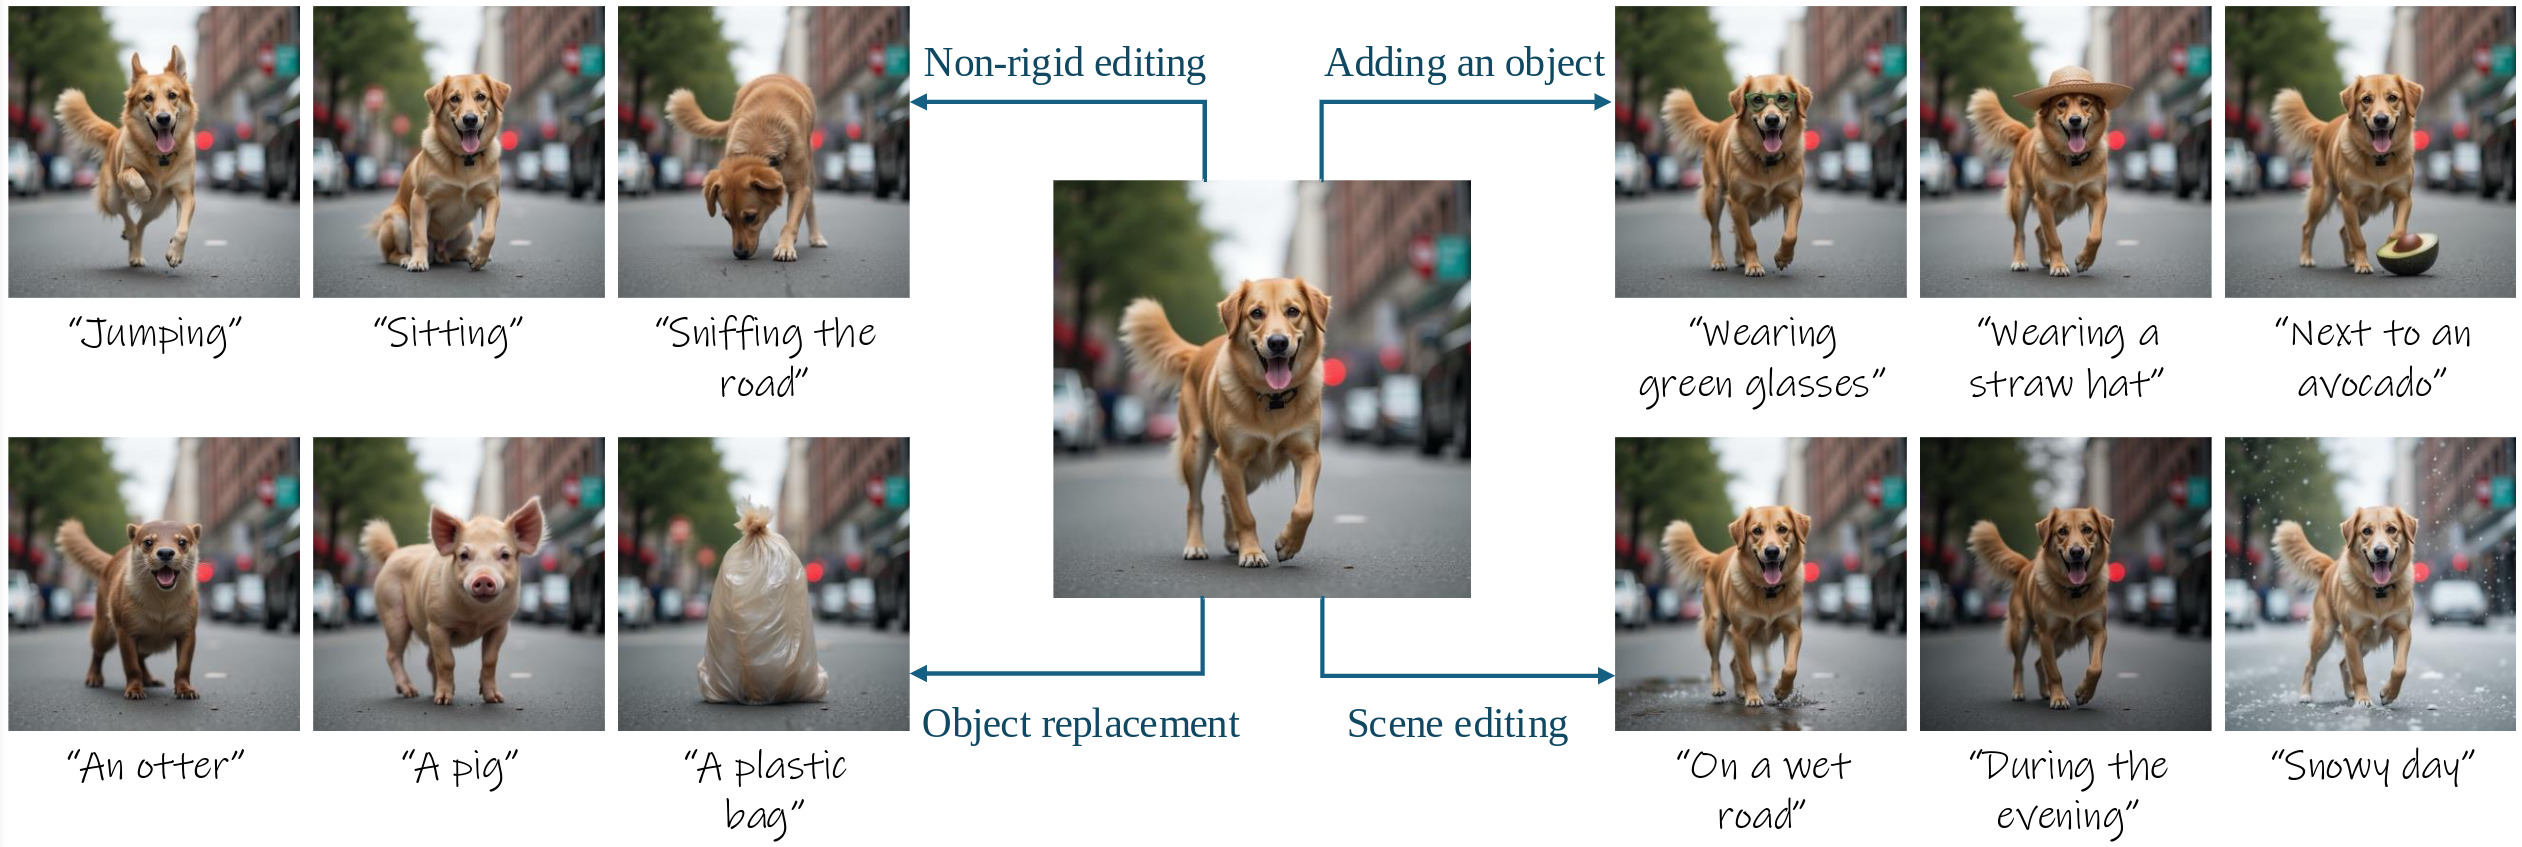 Non-rigid editing
Adding an object
“Jumping”
“Sitting”
“Sniffing the
road”
“Wearing
green glasses”
“Wearing a
straw hat”
“Next to an
avocado”
Object replacement
Scene editing
“An otter”
“A pig”
“A plastic
bag”
“On a wet
road”
“During the
evening”
“Snowy day”